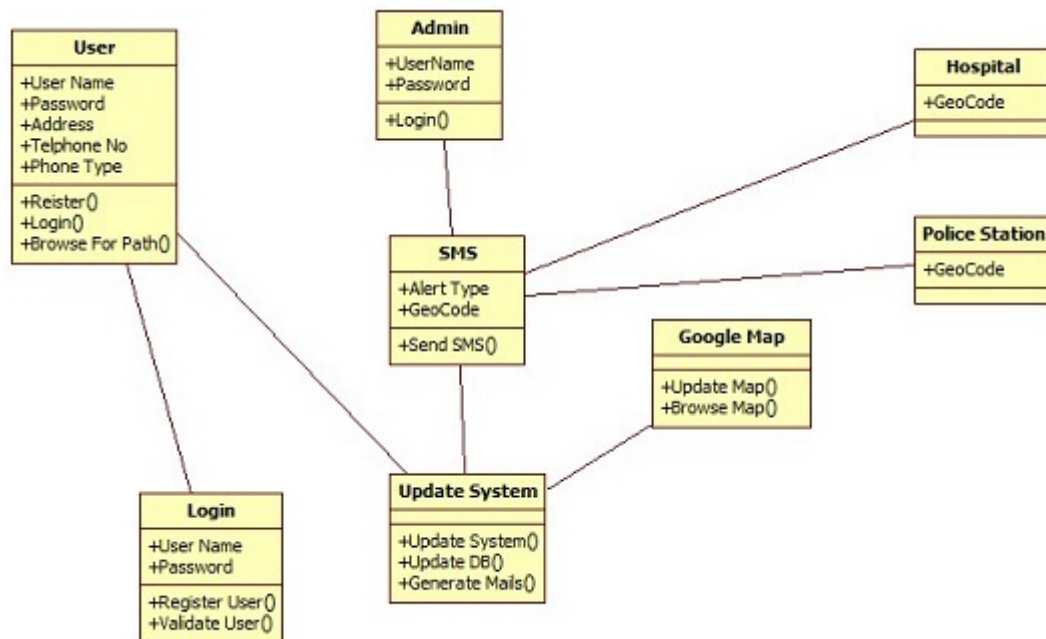 User
+User Name
+Password
+Address
+Telphone No
+Phone Type
+Reister()
+Login()
+Browse For Path()
Admin
+UserName
+Password
+Login()
Hospital
+GeoCode
Police Station
+GeoCode
SMS
+Alert Type
+GeoCode
+Send SMS()
Google Map
+Update Map()
+Browse Map()
Login
+User Name
+Password
+Register User()
+Validate User()
Update System
+Update System()
+Update DB()
+Generate Mails()